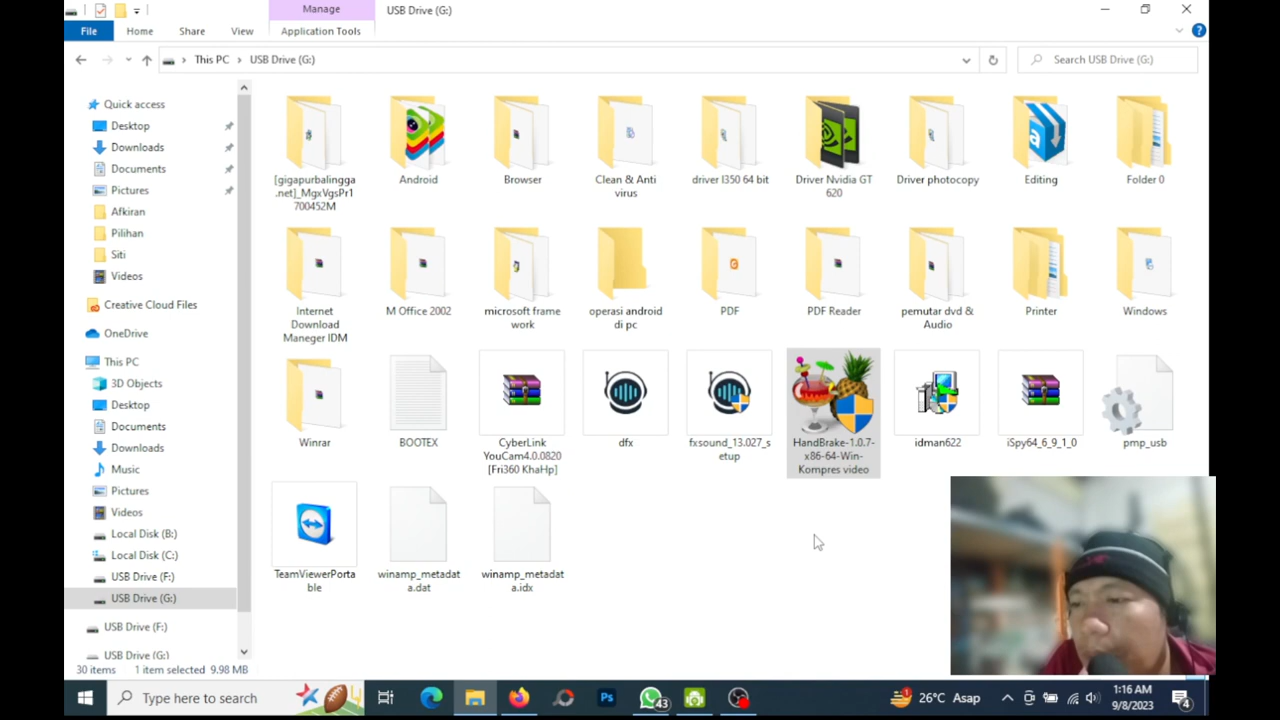 Manage
USB Drive (G:)
File
Home
Share
View
Application Tools
This PC
USB Drive (G:)
Search USB Drive (G:)
Quick access
Desktop
Downloads
Documents
Pictures
Afkiran
Pilihan
Siti
Videos
Creative Cloud Files
OneDrive
This PC
3D Objects
Desktop
Documents
Downloads
Music
Pictures
Videos
Local Disk (B:)
Local Disk (C:)
USB Drive (F:)
USB Drive (G:)
USB Drive (F:)
USB Drive (G:)
[gigapurbalingga
.net]_MgxVgsPr1
700452M
Android
Browser
Clean & Anti
virus
driver I350 64 bit
Driver Nvidia GT
620
Driver photocopy
Editing
Folder 0
Internet
Download
Maneger IDM
M Office 2002
microsoft frame
work
operasi android
di pc
PDF
PDF Reader
pemutar dvd &
Audio
Printer
Windows
Winrar
BOOTEX
CyberLink
YouCam4.0.0820
[Fri360 KhaHp]
dfx
fxsound_13.027_s
etup
HandBrake-1.0.7-
x86-64-Win-
Kompres video
idman622
iSpy64_6_9_1_0
pmp_usb
TeamViewerPorta
ble
winamp_metadat
a.dat
winamp_metadat
a.idx
30 items
1 item selected 9.98 MB
Type here to search
Ps
43
1
26°C Asap
1:16 AM
9/8/2023
4